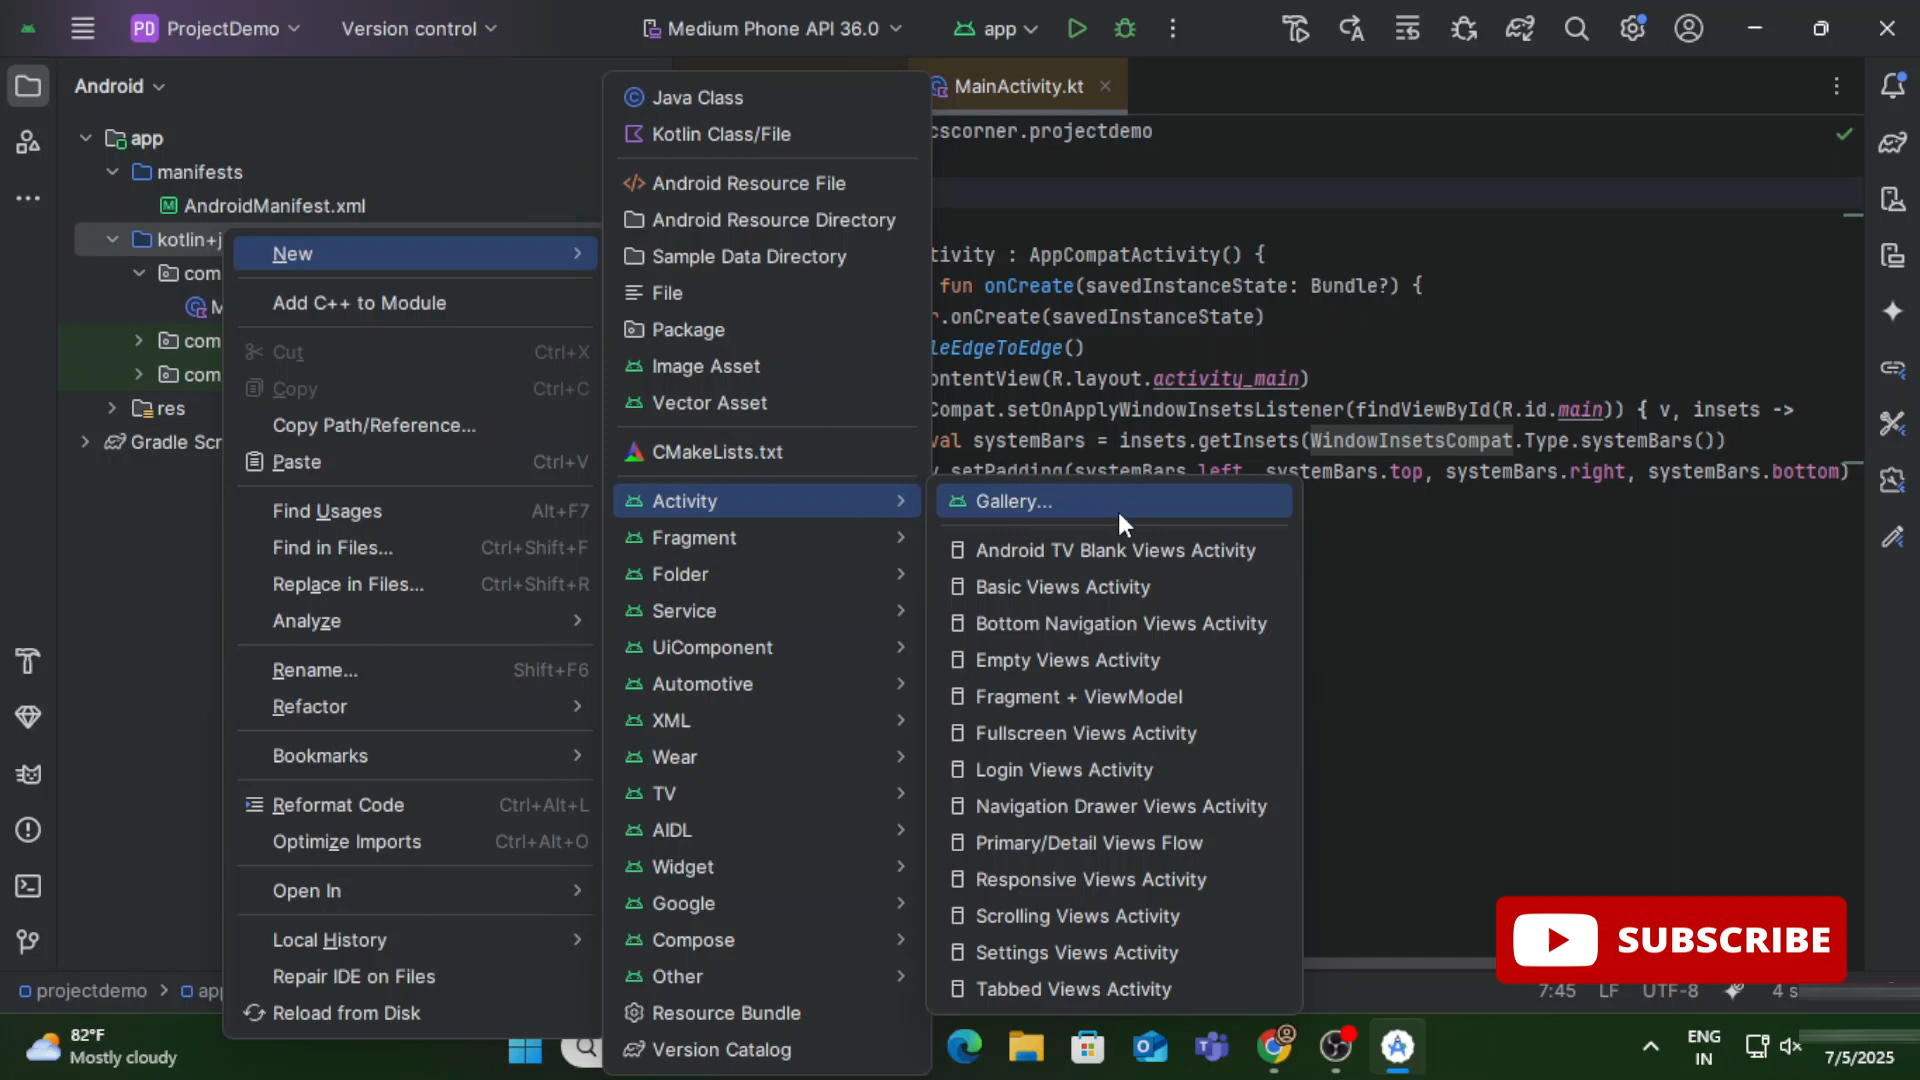 PD ProjectDemo
Version control
Medium Phone API 36.0
app
Android
app
manifests
AndroidManifest.xml
kotlin+j
com
M
com
com
res
Gradle Scr
New
Add C++ to Module
Cut Ctrl+X
Copy Ctrl+C
Copy Path/Reference...
Paste Ctrl+V
Find Usages Alt+F7
Find in Files... Ctrl+Shift+F
Replace in Files... Ctrl+Shift+R
Analyze
Rename... Shift+F6
Refactor
Bookmarks
Reformat Code Ctrl+Alt+L
Optimize Imports Ctrl+Alt+O
Open In
Local History
Repair IDE on Files
Reload from Disk
Java Class
Kotlin Class/File
Android Resource File
Android Resource Directory
Sample Data Directory
File
Package
Image Asset
Vector Asset
CMakeLists.txt
Activity
Fragment
Folder
Service
UiComponent
Automotive
XML
Wear
TV
AIDL
Widget
Google
Compose
Other
Resource Bundle
Version Catalog
Gallery...
Android TV Blank Views Activity
Basic Views Activity
Bottom Navigation Views Activity
Empty Views Activity
Fragment + ViewModel
Fullscreen Views Activity
Login Views Activity
Navigation Drawer Views Activity
Primary/Detail Views Flow
Responsive Views Activity
Scrolling Views Activity
Settings Views Activity
Tabbed Views Activity
MainActivity.kt
cscorner.projectdemo
tivity : AppCompatActivity() {
fun onCreate(savedInstanceState: Bundle?) {
r.onCreate(savedInstanceState)
leEdgeToEdge()
ontentView(R.layout.activity_main)
Compat.setOnApplyWindowInsetsListener(findViewById(R.id.main)) { v, insets ->
val systemBars = insets.getInsets(WindowInsetsCompat.Type.systemBars())
v.setPadding(systemBars.left, systemBars.top, systemBars.right, systemBars.bottom)
SUBSCRIBE
projectdemo > app
7:45 LF UTF-8 4 s
82°F
Mostly cloudy
ENG
IN
7/5/2025